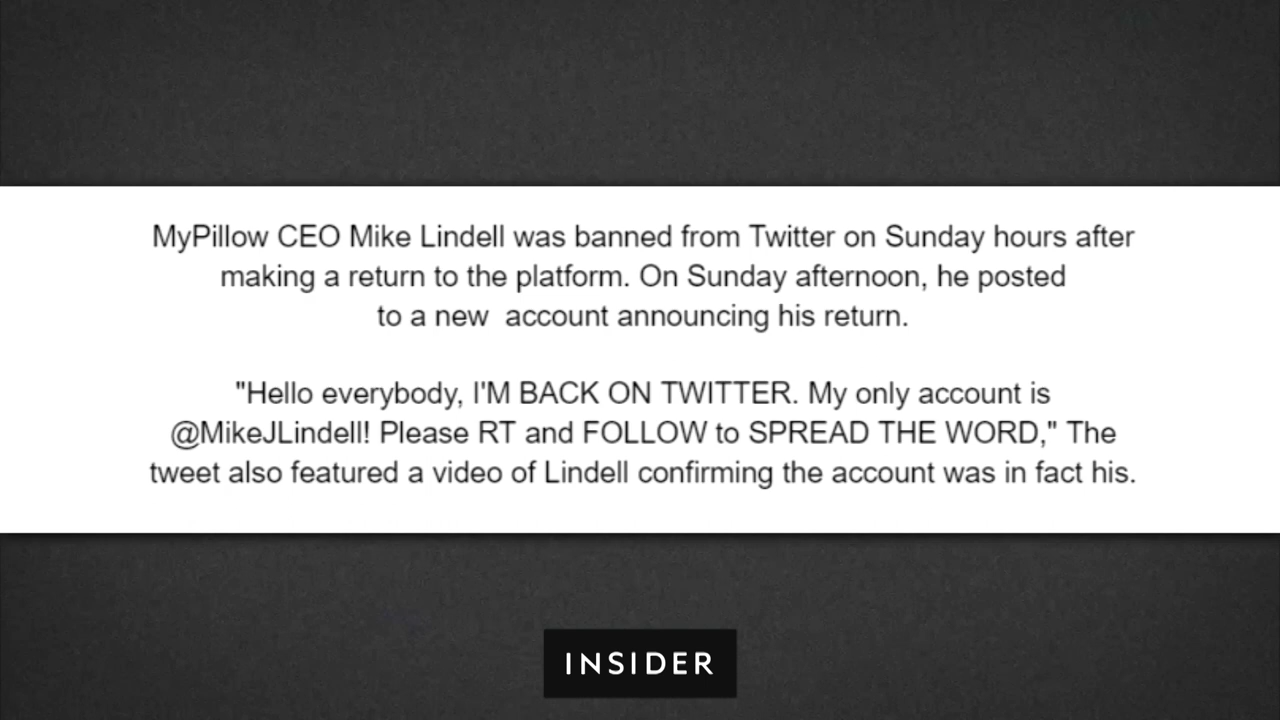 MyPillow CEO Mike Lindell was banned from Twitter on Sunday hours after
making a return to the platform. On Sunday afternoon, he posted
to a new  account announcing his return.
"Hello everybody, I'M BACK ON TWITTER. My only account is
@MikeJLindell! Please RT and FOLLOW to SPREAD THE WORD," The
tweet also featured a video of Lindell confirming the account was in fact his.
INSIDER